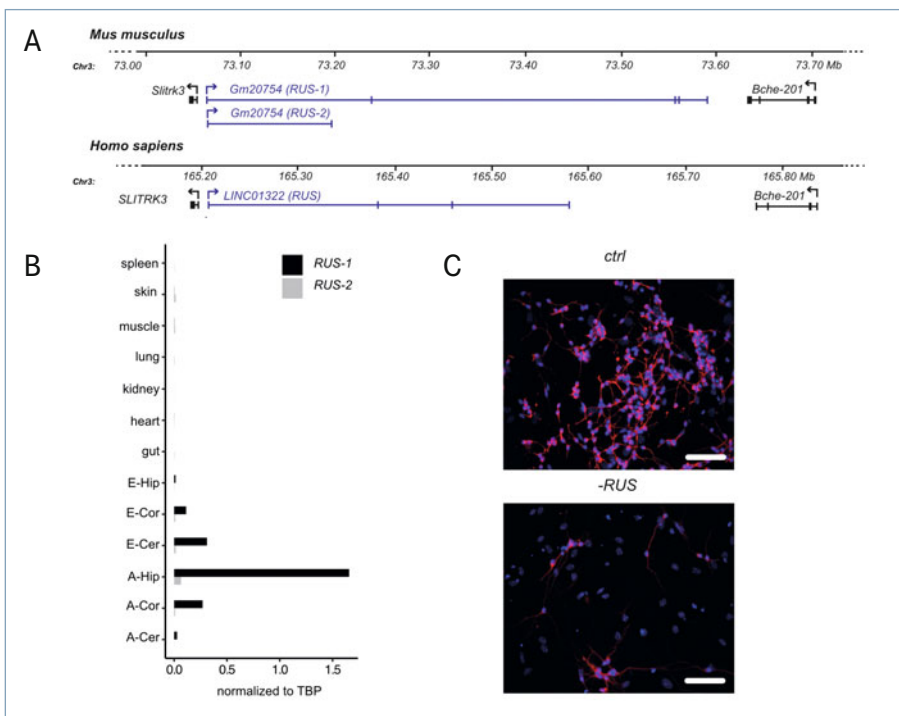 A
Mus musculus
Chr3: 73.00 73.10 73.20 73.30 73.40 73.50 73.60 73.70 Mb
Slitrk3 Gm20754 (RUS-1) Bche-201
Gm20754 (RUS-2)
Homo sapiens
Chr3: 165.20 165.30 165.40 165.50 165.60 165.70 165.80 Mb
SLITRK3 LINC01322 (RUS) Bche-201
B
RUS-1
RUS-2
spleen
skin
muscle
lung
kidney
heart
gut
E-Hip
E-Cor
E-Cer
A-Hip
A-Cor
A-Cer
0.0 0.5 1.0 1.5
normalized to TBP
C
ctrl
-RUS